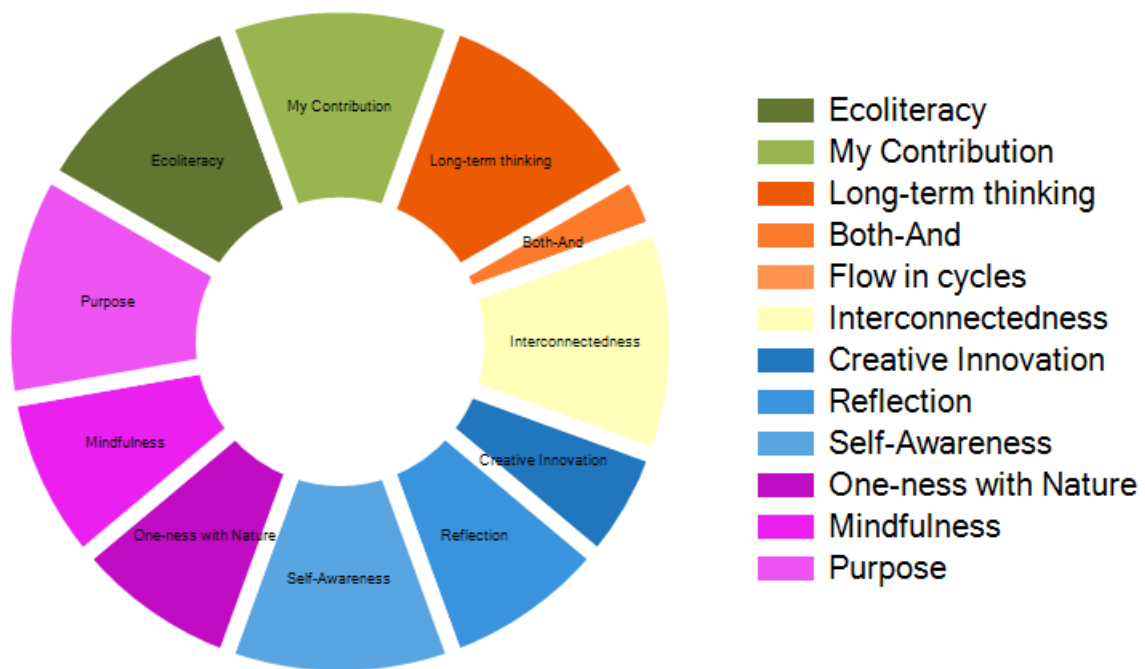 My Contribution
Long-term thinking
Ecoliteracy
Both-And
Purpose
Interconnectedness
Mindfulness
Creative Innovation
One-ness with Nature
Reflection
Self-Awareness
Ecoliteracy
My Contribution
Long-term thinking
Both-And
Flow in cycles
Interconnectedness
Creative Innovation
Reflection
Self-Awareness
One-ness with Nature
Mindfulness
Purpose